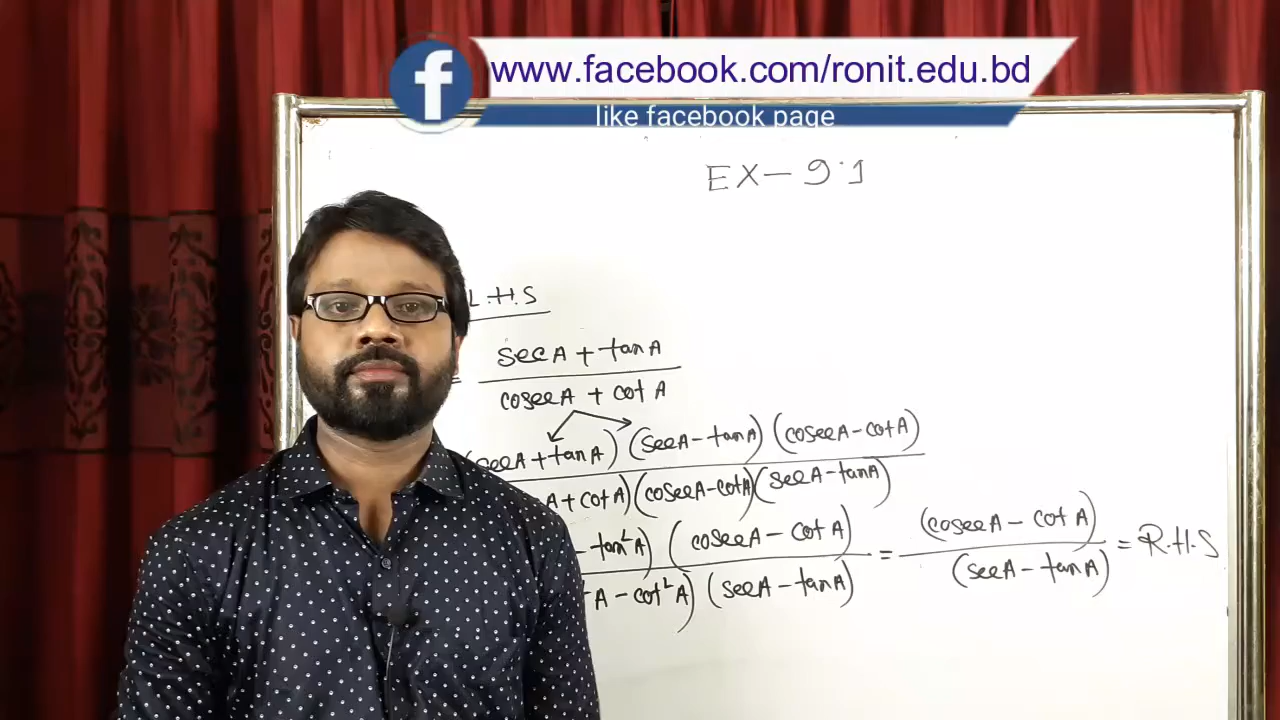 www.facebook.com/ronit.edu.bd
like facebook page
EX - 9.1
L.H.S
= secA + tanA / cosecA + cotA
(secA + tanA) (secA - tanA) (cosecA - cotA) / A + cotA) (cosecA - cotA) (secA - tanA)
- tan²A) (cosecA - cotA) / ²A - cot²A) (secA - tanA) = (cosecA - cotA) / (secA - tanA) = R.H.S